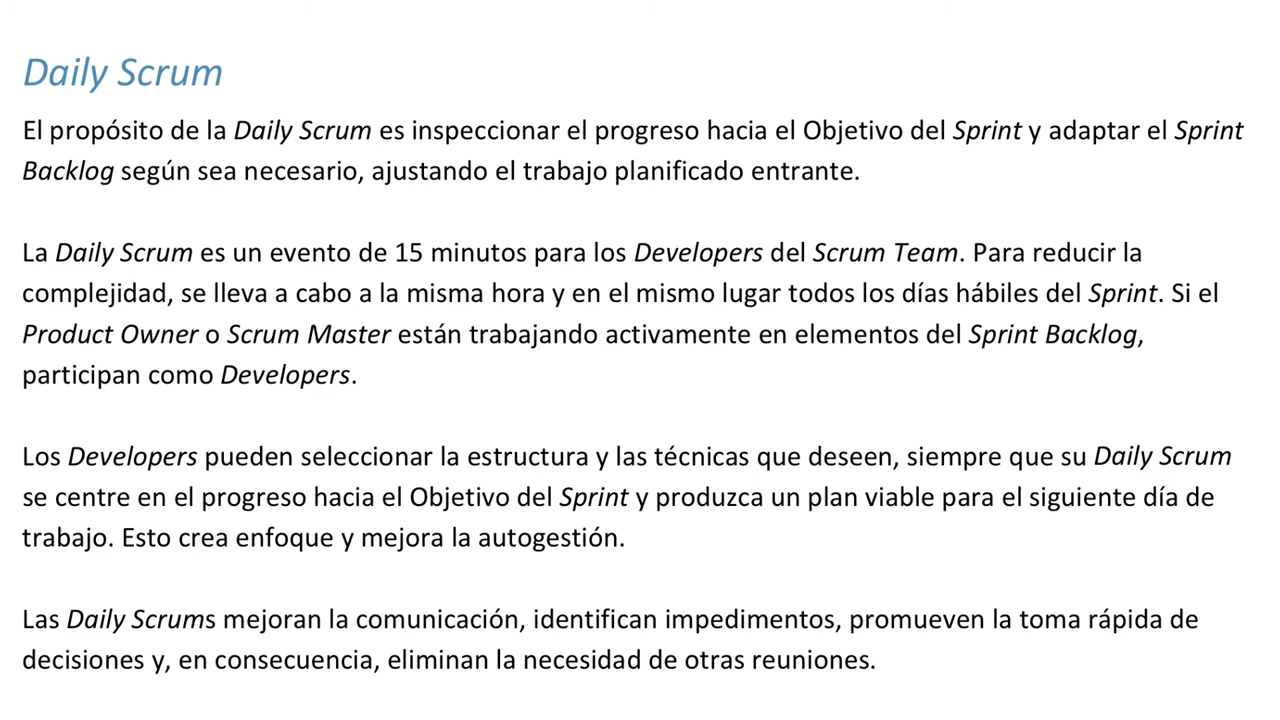 Daily Scrum
El propósito de la Daily Scrum es inspeccionar el progreso hacia el Objetivo del Sprint y adaptar el Sprint
Backlog según sea necesario, ajustando el trabajo planificado entrante.
La Daily Scrum es un evento de 15 minutos para los Developers del Scrum Team. Para reducir la
complejidad, se lleva a cabo a la misma hora y en el mismo lugar todos los días hábiles del Sprint. Si el
Product Owner o Scrum Master están trabajando activamente en elementos del Sprint Backlog,
participan como Developers.
Los Developers pueden seleccionar la estructura y las técnicas que deseen, siempre que su Daily Scrum
se centre en el progreso hacia el Objetivo del Sprint y produzca un plan viable para el siguiente día de
trabajo. Esto crea enfoque y mejora la autogestión.
Las Daily Scrums mejoran la comunicación, identifican impedimentos, promueven la toma rápida de
decisiones y, en consecuencia, eliminan la necesidad de otras reuniones.